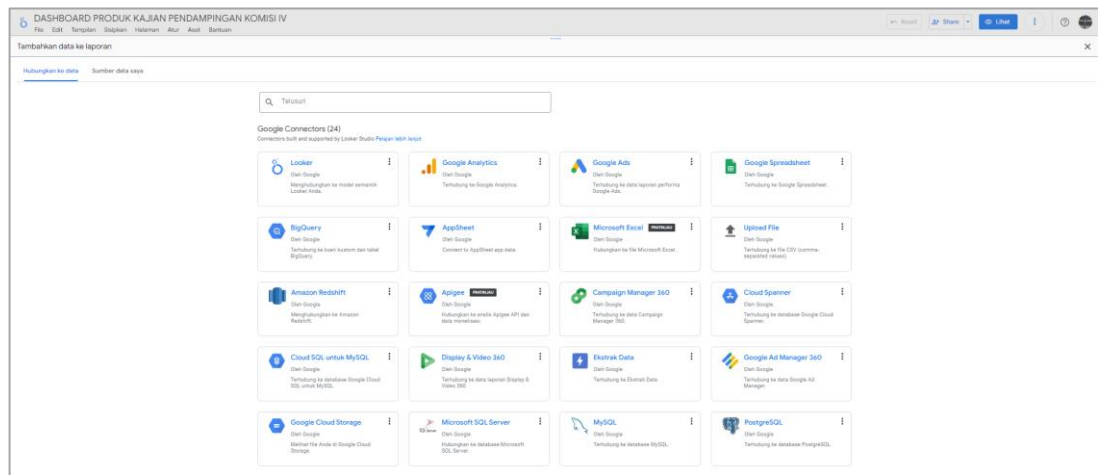 DASHBOARD PRODUK KAJIAN PENDAMPINGAN KOMISI IV
File Edit Tampilan Sisipkan Halaman Atur Aset Bantuan
Reset Share Lihat
Tambahkan data ke laporan
Hubungkan ke data Sumber data saya
Telusuri
Google Connectors (24)
Connectors built and supported by Looker Studio Pelajari lebih lanjut
Looker
Oleh Google
Menghubungkan ke model semantik
Looker Anda.
Google Analytics
Oleh Google
Terhubung ke Google Analytics.
Google Ads
Oleh Google
Terhubung ke data laporan performa
Google Ads.
Google Spreadsheet
Oleh Google
Terhubung ke Google Spreadsheet.
BigQuery
Oleh Google
Terhubung ke kueri kustom dan tabel
BigQuery.
AppSheet
Oleh Google
Connect to AppSheet app data.
Microsoft Excel PRATINJAU
Oleh Google
Hubungkan ke file Microsoft Excel.
Upload File
Oleh Google
Terhubung ke file CSV (comma-
separated values).
Amazon Redshift
Oleh Google
Menghubungkan ke Amazon
Redshift.
Apigee PRATINJAU
Oleh Google
Hubungkan ke analis Apigee API dan
data monetisasi.
Campaign Manager 360
Oleh Google
Terhubung ke data Campaign
Manager 360.
Cloud Spanner
Oleh Google
Terhubung ke database Google Cloud
Spanner.
Cloud SQL untuk MySQL
Oleh Google
Terhubung ke database Google Cloud
SQL untuk MySQL.
Display & Video 360
Oleh Google
Terhubung ke data laporan Display &
Video 360.
Ekstrak Data
Oleh Google
Terhubung ke Ekstrak Data
Google Ad Manager 360
Oleh Google
Terhubung ke data Google Ad
Manager.
Google Cloud Storage
Oleh Google
Melihat file Anda di Google Cloud
Storage.
Microsoft SQL Server
Oleh Google
Hubungkan ke database Microsoft
SQL Server.
MySQL
Oleh Google
Terhubung ke database MySQL.
PostgreSQL
Oleh Google
Terhubung ke database PostgreSQL.